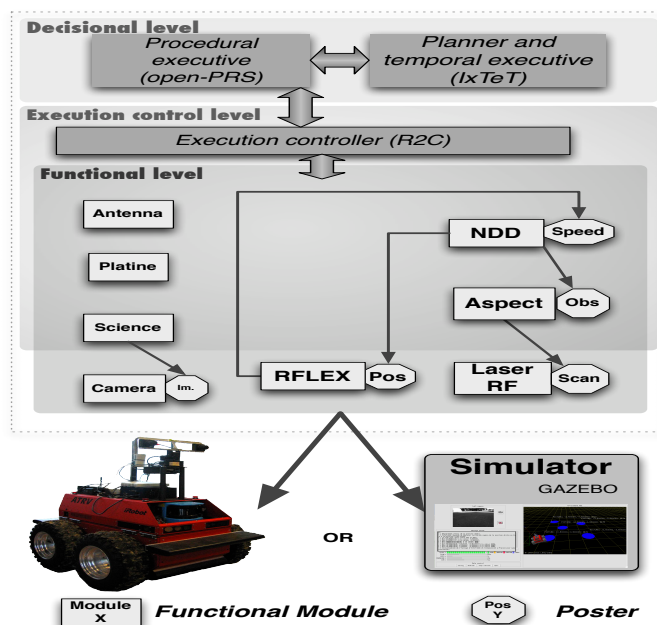 Decisional level
Procedural
executive
(open-PRS)
Planner and
temporal executive
(IxTeT)
Execution control level
Execution controller (R2C)
Functional level
Antenna
NDD
Speed
Platine
Aspect
Obs
Science
Camera
Im.
RFLEX
Pos
Laser
RF
Scan
ATRV
iRobot
OR
Simulator
GAZEBO
Module
X
Functional Module
Pos
Y
Poster